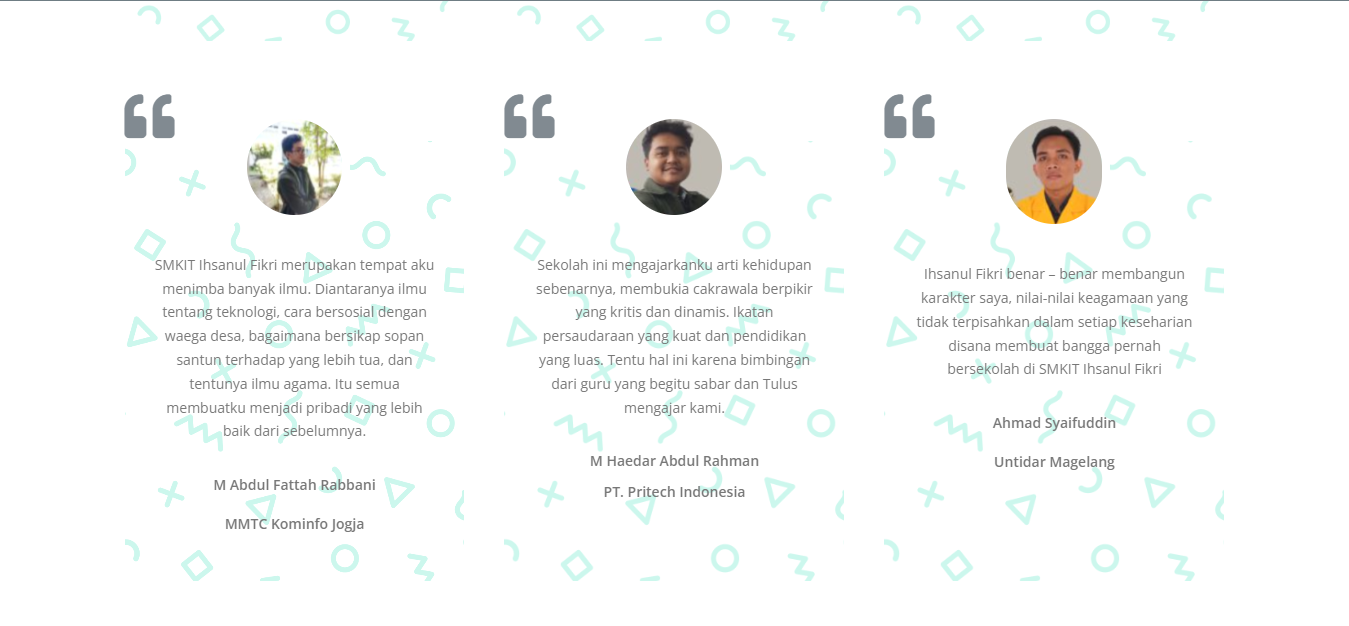 SMKIT Ihsanul Fikri merupakan tempat aku
menimba banyak ilmu. Diantaranya ilmu
tentang teknologi, cara bersosial dengan
waega desa, bagaimana bersikap sopan
santun terhadap yang lebih tua, dan
tentunya ilmu agama. Itu semua
membuatku menjadi pribadi yang lebih
baik dari sebelumnya.
M Abdul Fattah Rabbani
MMTC Kominfo Jogja
Sekolah ini mengajarkanku arti kehidupan
sebenarnya, membukia cakrawala berpikir
yang kritis dan dinamis. Ikatan
persaudaraan yang kuat dan pendidikan
yang luas. Tentu hal ini karena bimbingan
dari guru yang begitu sabar dan Tulus
mengajar kami.
M Haedar Abdul Rahman
PT. Pritech Indonesia
Ihsanul Fikri benar – benar membangun
karakter saya, nilai-nilai keagamaan yang
tidak terpisahkan dalam setiap keseharian
disana membuat bangga pernah
bersekolah di SMKIT Ihsanul Fikri
Ahmad Syaifuddin
Untidar Magelang